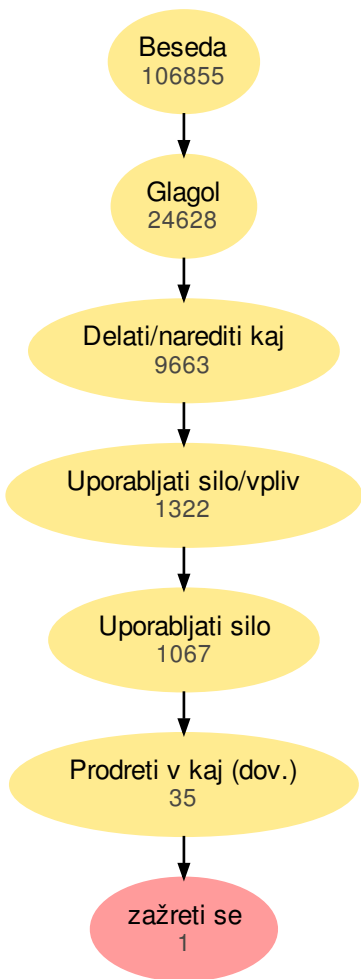 Beseda
106855
Glagol
24628
Delati/narediti kaj
9663
Uporabljati silo/vpliv
1322
Uporabljati silo
1067
Prodreti v kaj (dov.)
35
zažreti se
1